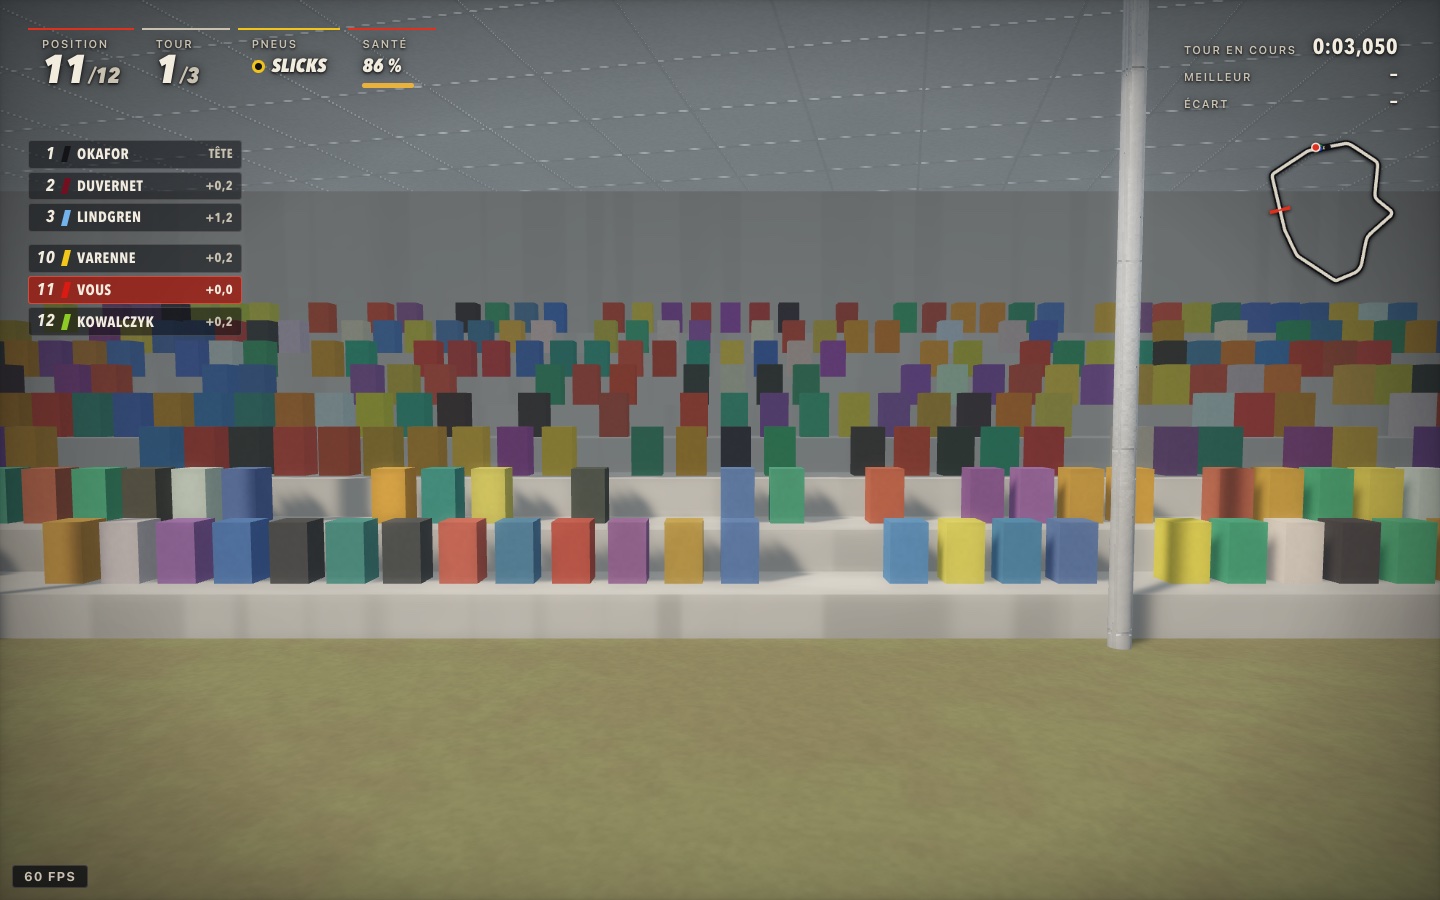 POSITION
11/12
TOUR
1/3
PNEUS
SLICKS
SANTÉ
86 %
TOUR EN COURS 0:03,050
MEILLEUR –
ÉCART –
1 OKAFOR TÊTE
2 DUVERNET +0,2
3 LINDGREN +1,2
10 VARENNE +0,2
11 VOUS +0,0
12 KOWALCZYK +0,2
60 FPS